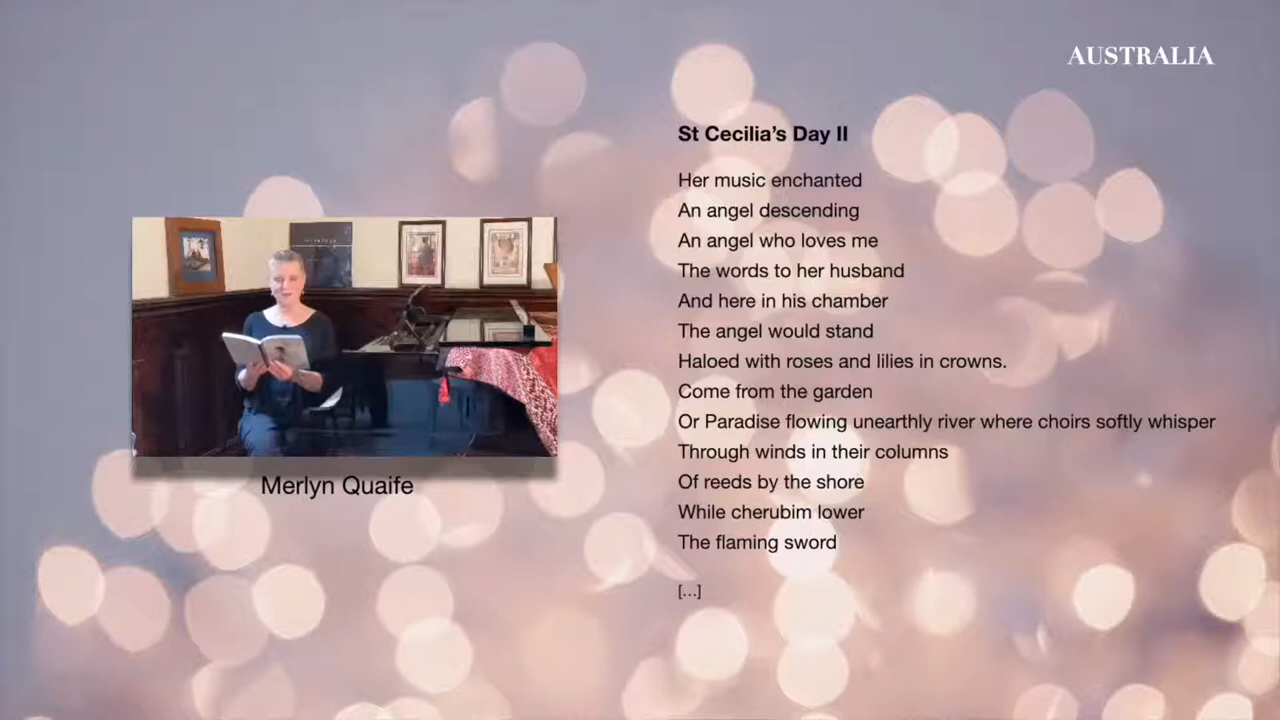 AUSTRALIA
St Cecilia's Day II
Her music enchanted
An angel descending
An angel who loves me
The words to her husband
And here in his chamber
The angel would stand
Haloed with roses and lilies in crowns.
Come from the garden
Or Paradise flowing unearthly river where choirs softly whisper
Through winds in their columns
Of reeds by the shore
While cherubim lower
The flaming sword
[...]
Merlyn Quaife